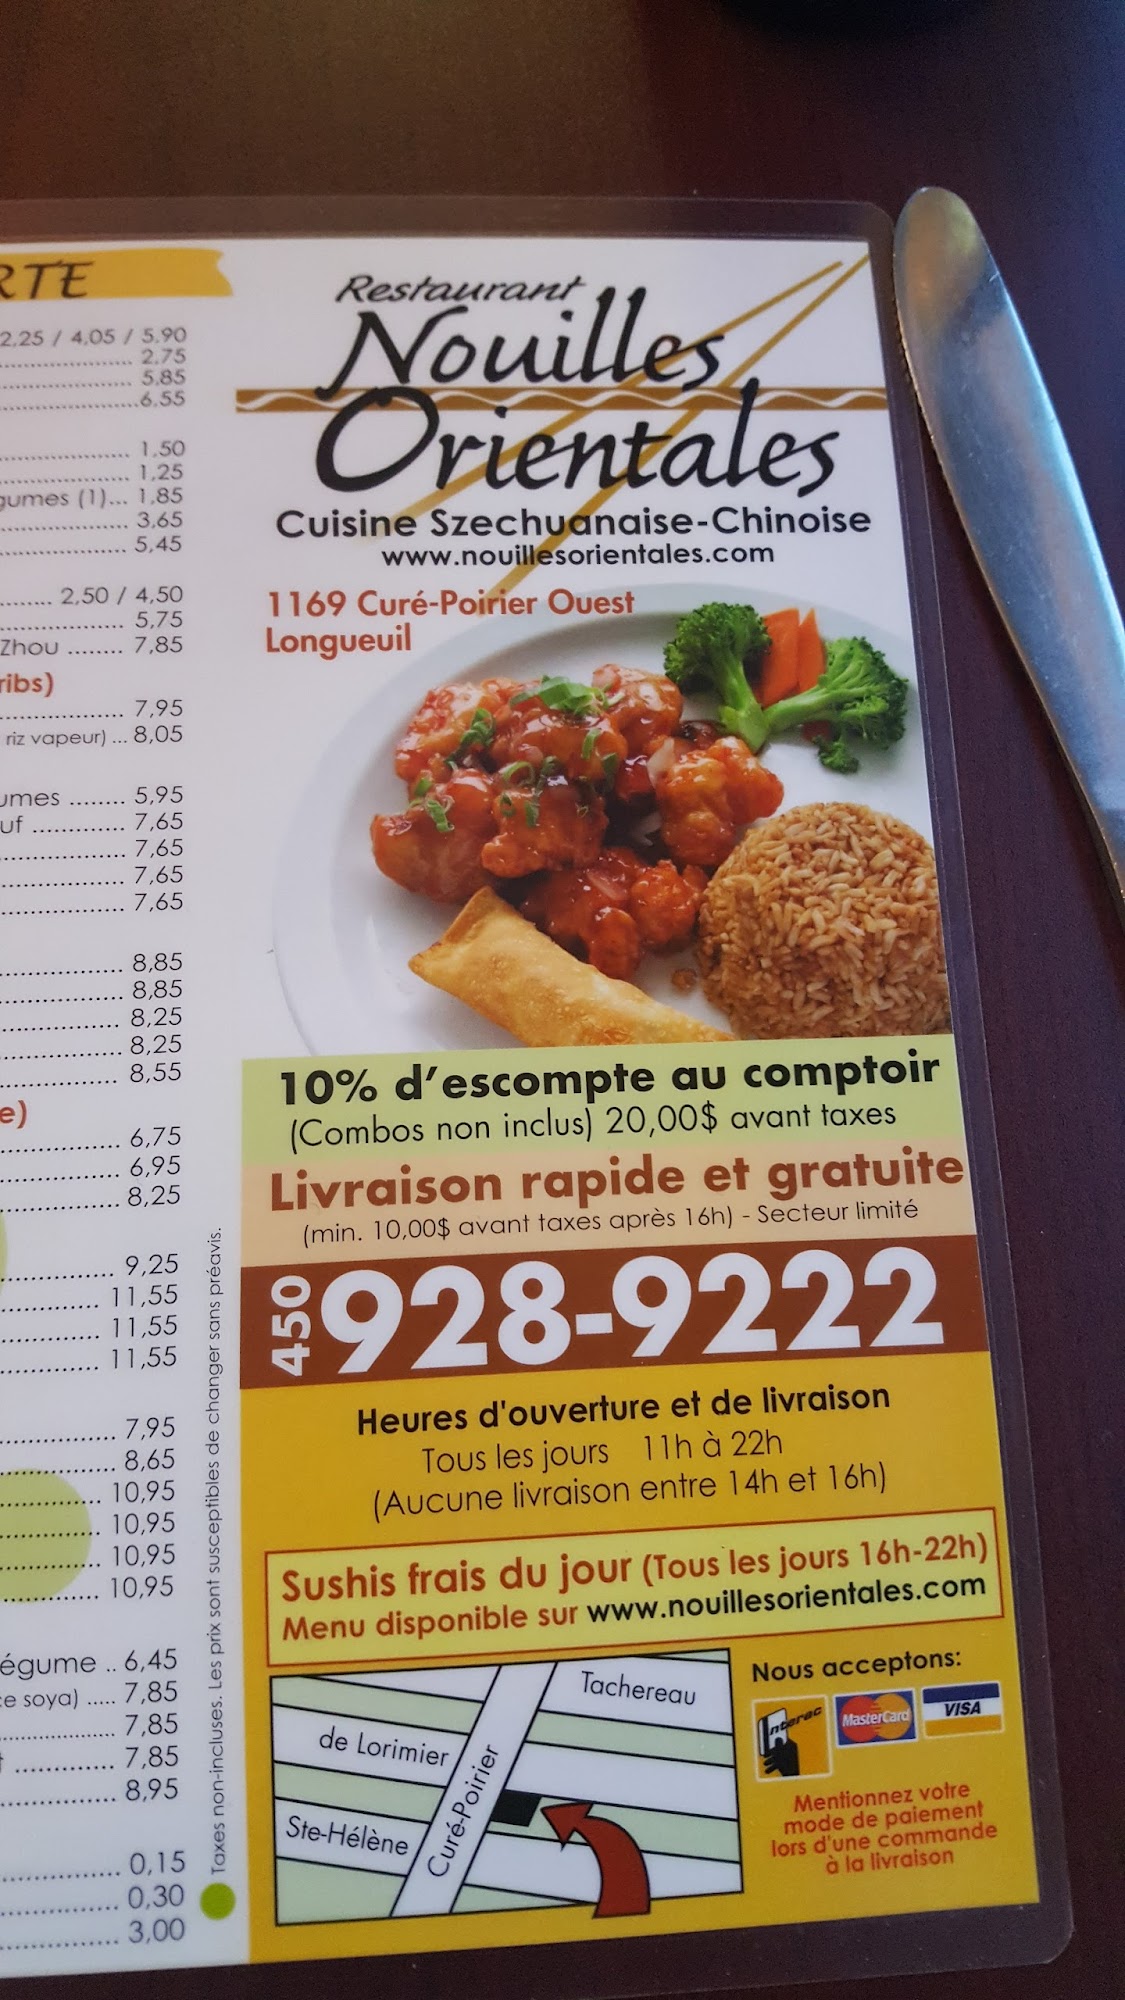 RTE
2.25 / 4,05 / 5,90
2,75
5,85
6,55
1,50
1,25
gumes (1)... 1,85
3,65
5,45
2,50 / 4,50
5,75
Zhou ........ 7,85
ribs)
7,95
riz vapeur) ... 8,05
umes ........ 5,95
uf ............. 7,65
7,65
7,65
7,65
8,85
8,85
8,25
8,25
8,55
e)
6,75
6,95
8,25
9,25
11,55
11,55
11,55
7,95
8,65
10,95
10,95
10,95
10,95
égume .. 6,45
ce soya) ..... 7,85
7,85
7,85
8,95
0,15
0,30
3,00
Taxes non-incluses. Les prix sont susceptibles de changer sans préavis.
Restaurant
Nouilles
Orientales
Cuisine Szechuanaise-Chinoise
www.nouillesorientales.com
1169 Curé-Poirier Ouest
Longueuil
10% d'escompte au comptoir
(Combos non inclus) 20,00$ avant taxes
Livraison rapide et gratuite
(min. 10,00$ avant taxes après 16h) - Secteur limité
450 928-9222
Heures d'ouverture et de livraison
Tous les jours 11h à 22h
(Aucune livraison entre 14h et 16h)
Sushis frais du jour (Tous les jours 16h-22h)
Menu disponible sur www.nouillesorientales.com
Tachereau
de Lorimier
Curé-Poirier
Ste-Hélène
Nous acceptons:
Interac
MasterCard
VISA
Mentionnez votre
mode de paiement
lors d'une commande
à la livraison